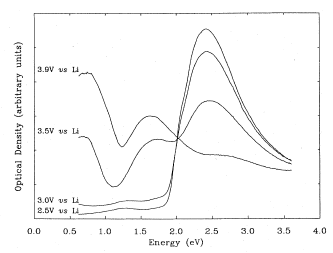 Optical Density (arbitrary units)
3.9V vs Li
3.5V vs Li
3.0V vs Li
2.5V vs Li
0.0 0.5 1.0 1.5 2.0 2.5 3.0 3.5 4.0
Energy (eV)